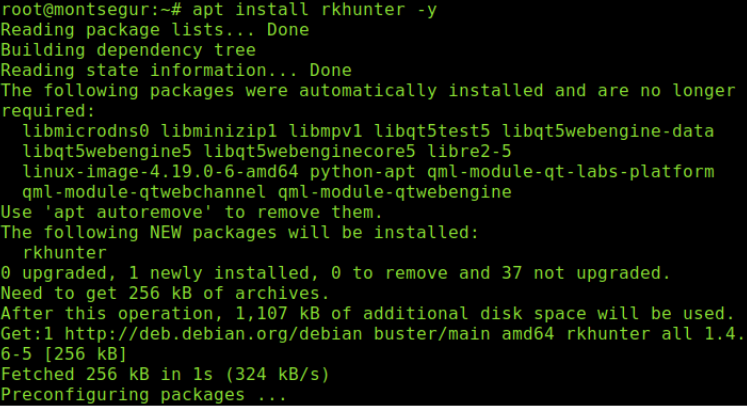 root@montsegur:~# apt install rkhunter -y
Reading package lists... Done
Building dependency tree
Reading state information... Done
The following packages were automatically installed and are no longer
required:
  libmicrodns0 libminizip1 libmpv1 libqt5test5 libqt5webengine-data
  libqt5webengine5 libqt5webenginecore5 libre2-5
  linux-image-4.19.0-6-amd64 python-apt qml-module-qt-labs-platform
  qml-module-qtwebchannel qml-module-qtwebengine
Use 'apt autoremove' to remove them.
The following NEW packages will be installed:
  rkhunter
0 upgraded, 1 newly installed, 0 to remove and 37 not upgraded.
Need to get 256 kB of archives.
After this operation, 1,107 kB of additional disk space will be used.
Get:1 http://deb.debian.org/debian buster/main amd64 rkhunter all 1.4.
6-5 [256 kB]
Fetched 256 kB in 1s (324 kB/s)
Preconfiguring packages ...